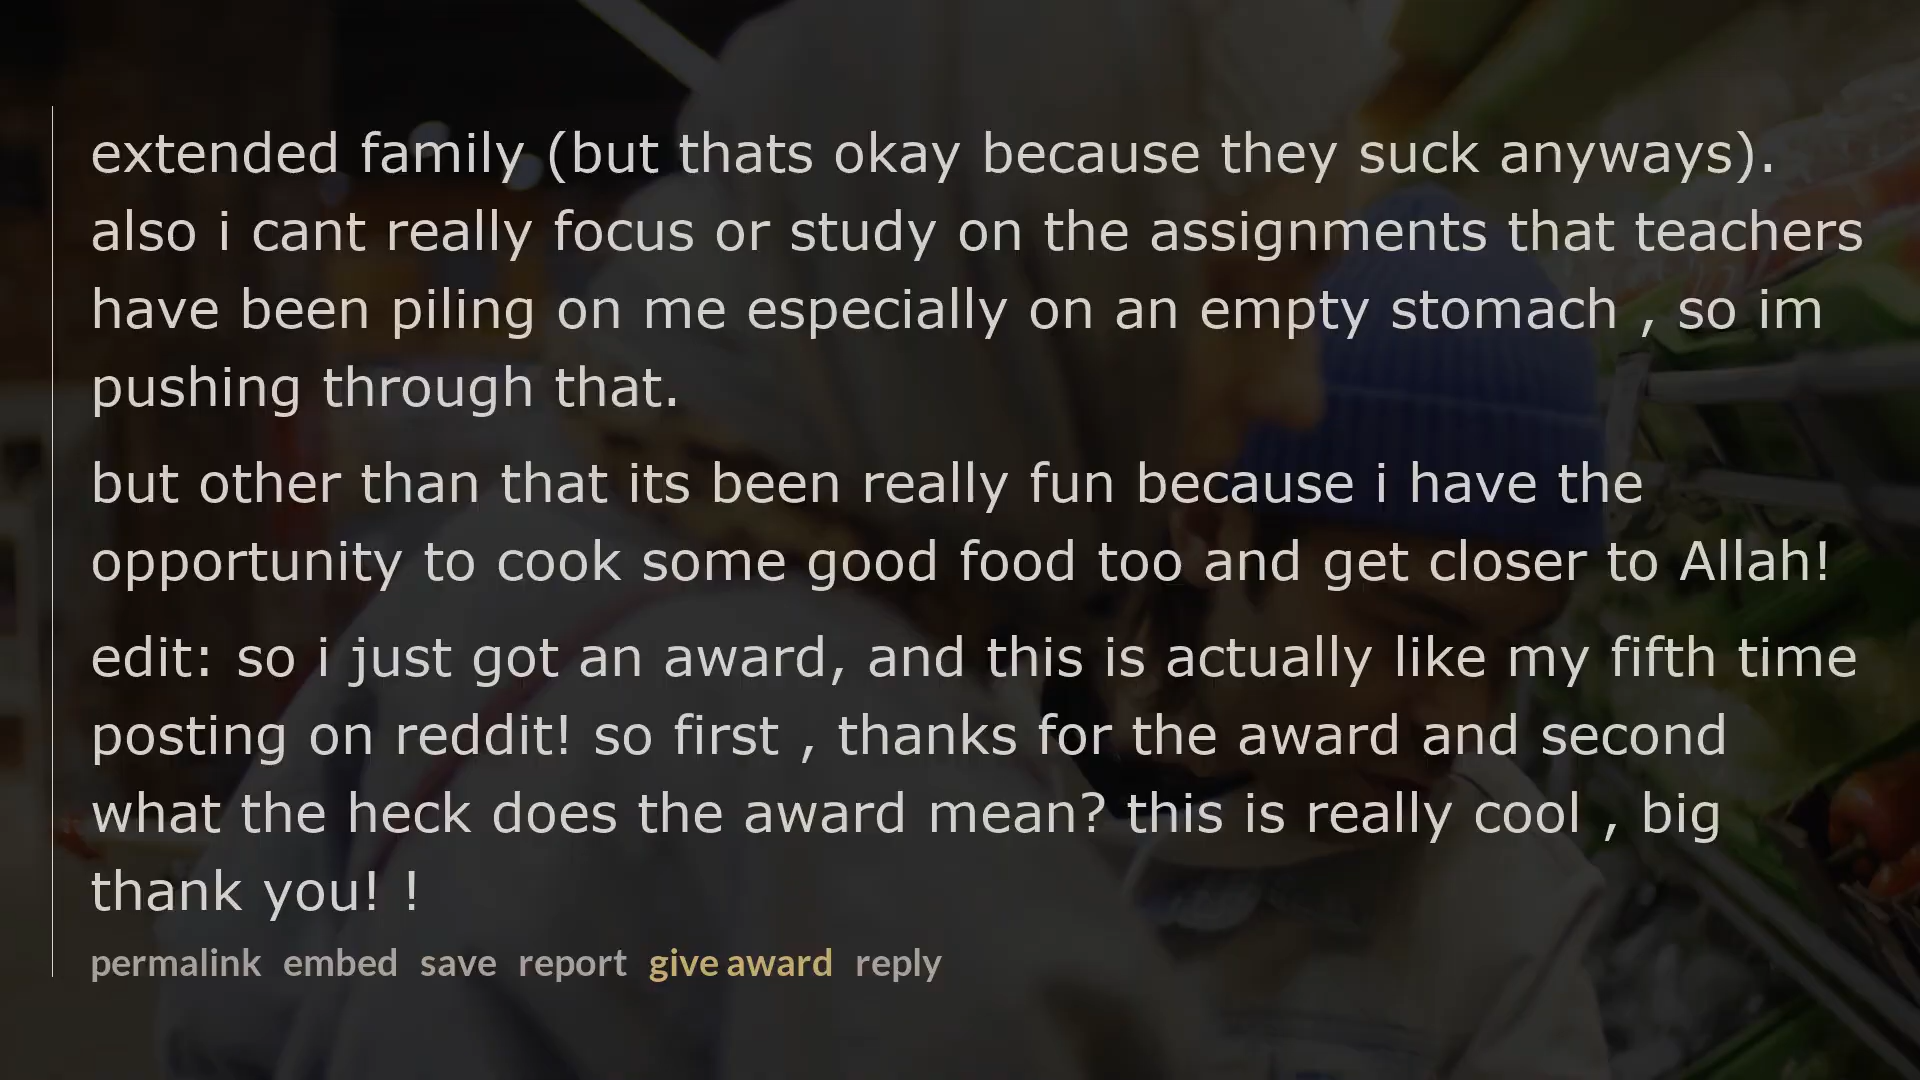 extended family (but thats okay because they suck anyways).
also i cant really focus or study on the assignments that teachers
have been piling on me especially on an empty stomach , so im
pushing through that.
but other than that its been really fun because i have the
opportunity to cook some good food too and get closer to Allah!
edit: so i just got an award, and this is actually like my fifth time
posting on reddit! so first , thanks for the award and second
what the heck does the award mean? this is really cool , big
thank you! !
permalink embed save report give award reply